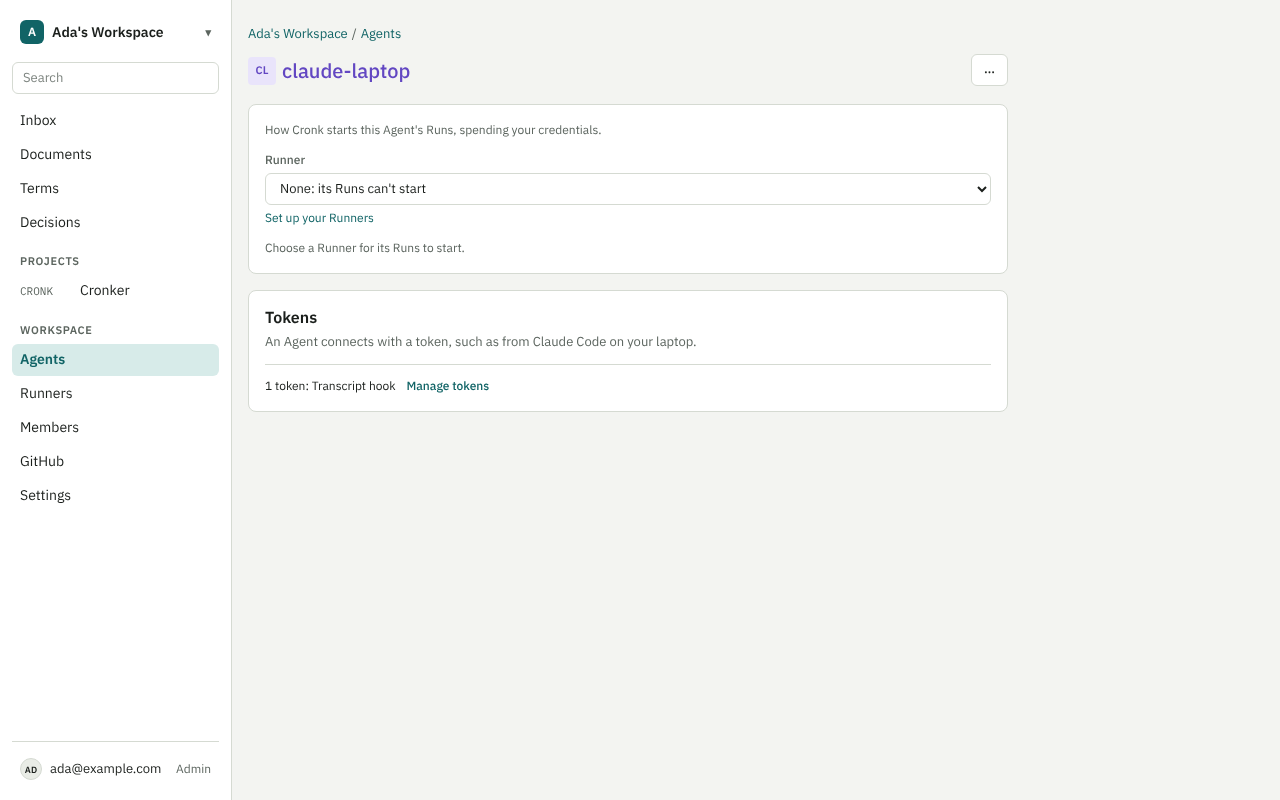 A Ada's Workspace ▾
Search
Inbox
Documents
Terms
Decisions
PROJECTS
CRONK Cronker
WORKSPACE
Agents
Runners
Members
GitHub
Settings
AD ada@example.com Admin
Ada's Workspace / Agents
CL claude-laptop
...
How Cronk starts this Agent's Runs, spending your credentials.
Runner
None: its Runs can't start
Set up your Runners
Choose a Runner for its Runs to start.
Tokens
An Agent connects with a token, such as from Claude Code on your laptop.
1 token: Transcript hook Manage tokens